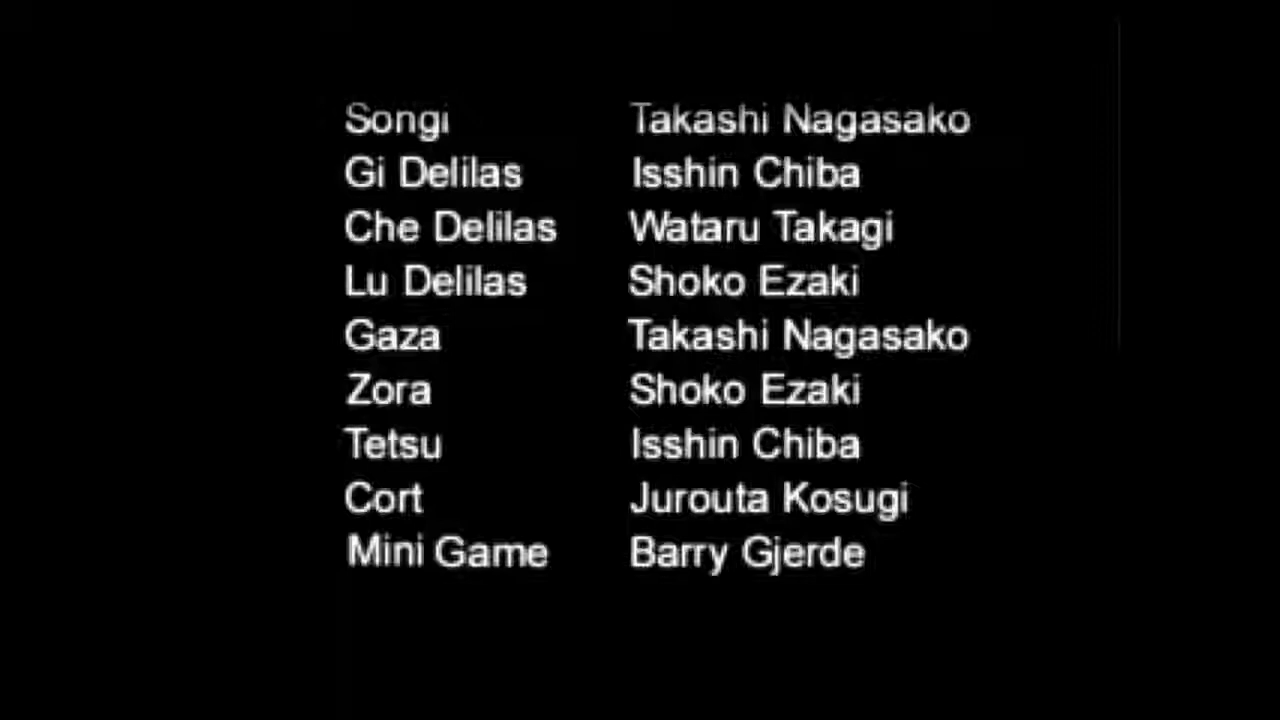 Songi Takashi Nagasako
Gi Delilas Isshin Chiba
Che Delilas Wataru Takagi
Lu Delilas Shoko Ezaki
Gaza Takashi Nagasako
Zora Shoko Ezaki
Tetsu Isshin Chiba
Cort Jurouta Kosugi
Mini Game Barry Gjerde